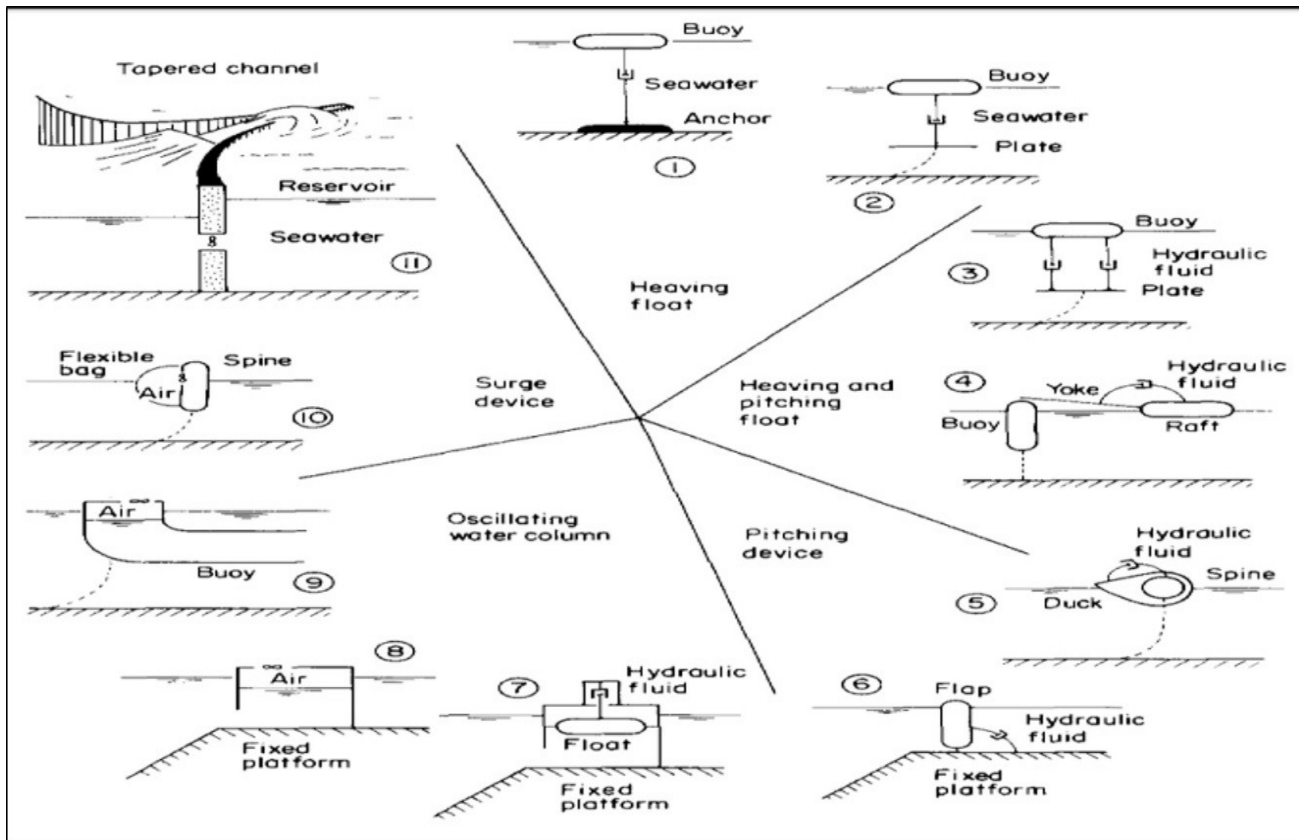 Tapered channel
Reservoir
Seawater
11
Buoy
Seawater
Anchor
1
Buoy
Seawater
Plate
2
Buoy
Hydraulic
fluid
Plate
3
Hydraulic
fluid
Yoke
4
Buoy
Raft
Hydraulic
fluid
Spine
Duck
5
6
Flap
Hydraulic
fluid
Fixed
platform
7
Hydraulic
fluid
Float
Fixed
platform
8
Air
Fixed
platform
Air
Buoy
9
Flexible
bag
Spine
Air
10
Heaving
float
Heaving and
pitching
float
Pitching
device
Oscillating
water column
Surge
device